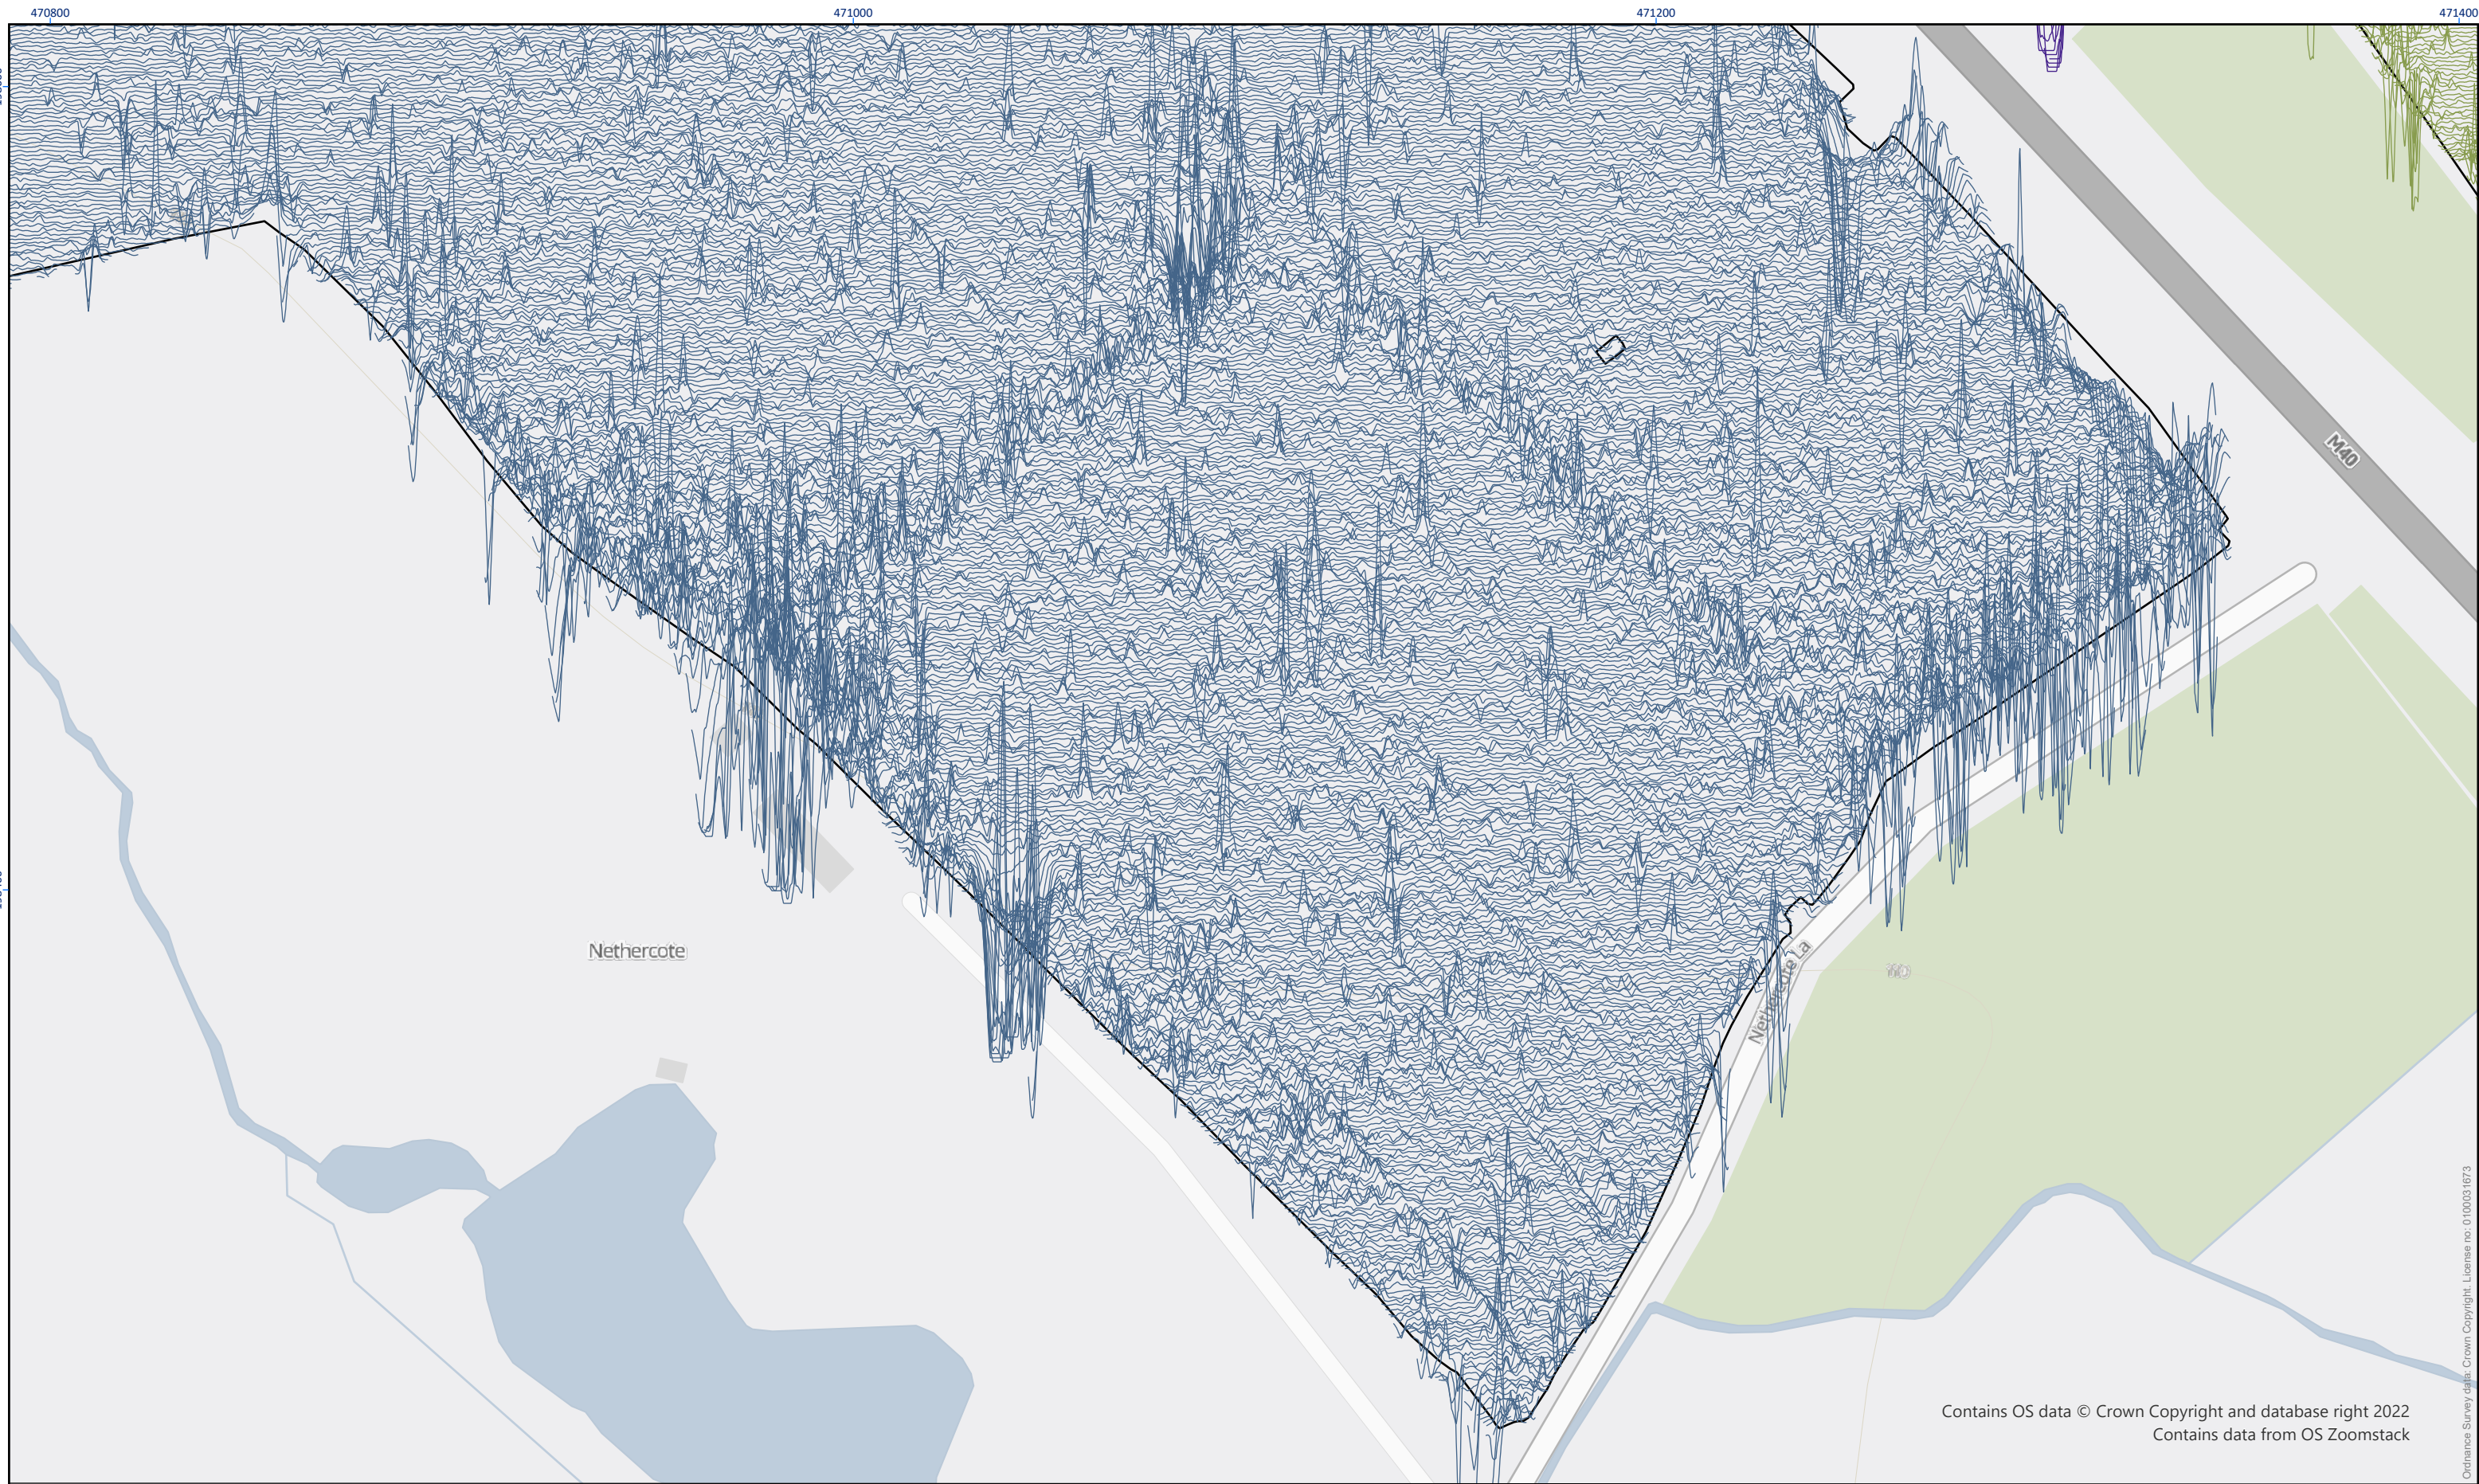 470800
471000
471200
471400
M40
Nethercote
Nethercote La
Contains OS data © Crown Copyright and database right 2022
Contains data from OS Zoomstack
Ordnance Survey data: Crown Copyright. License no: 0100031673